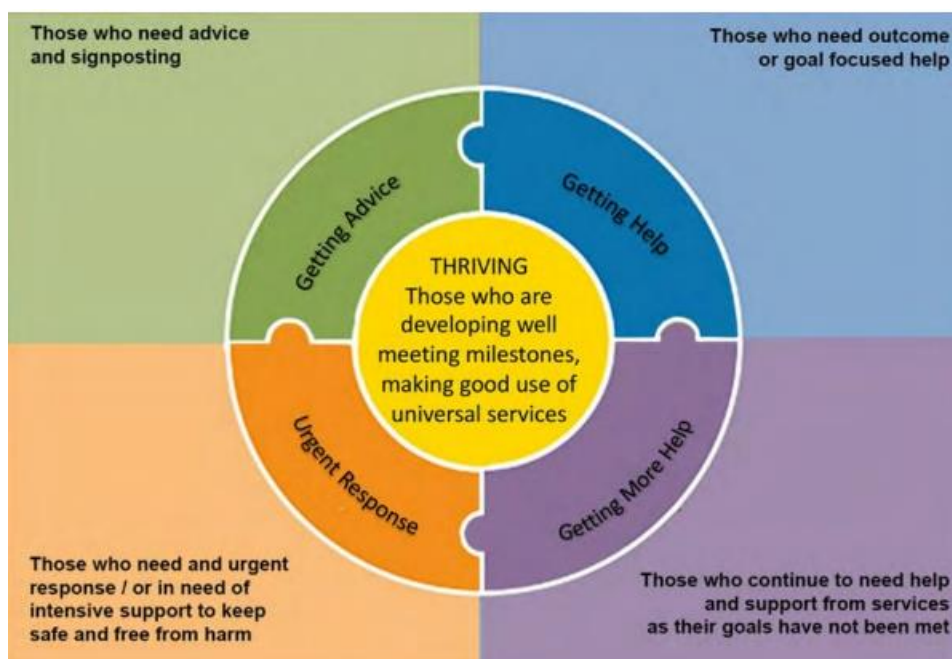 Those who need advice
and signposting
Those who need outcome
or goal focused help
Getting Advice
Getting Help
THRIVING
Those who are
developing well
meeting milestones,
making good use of
universal services
Urgent Response
Getting More Help
Those who need and urgent
response / or in need of
intensive support to keep
safe and free from harm
Those who continue to need help
and support from services
as their goals have not been met